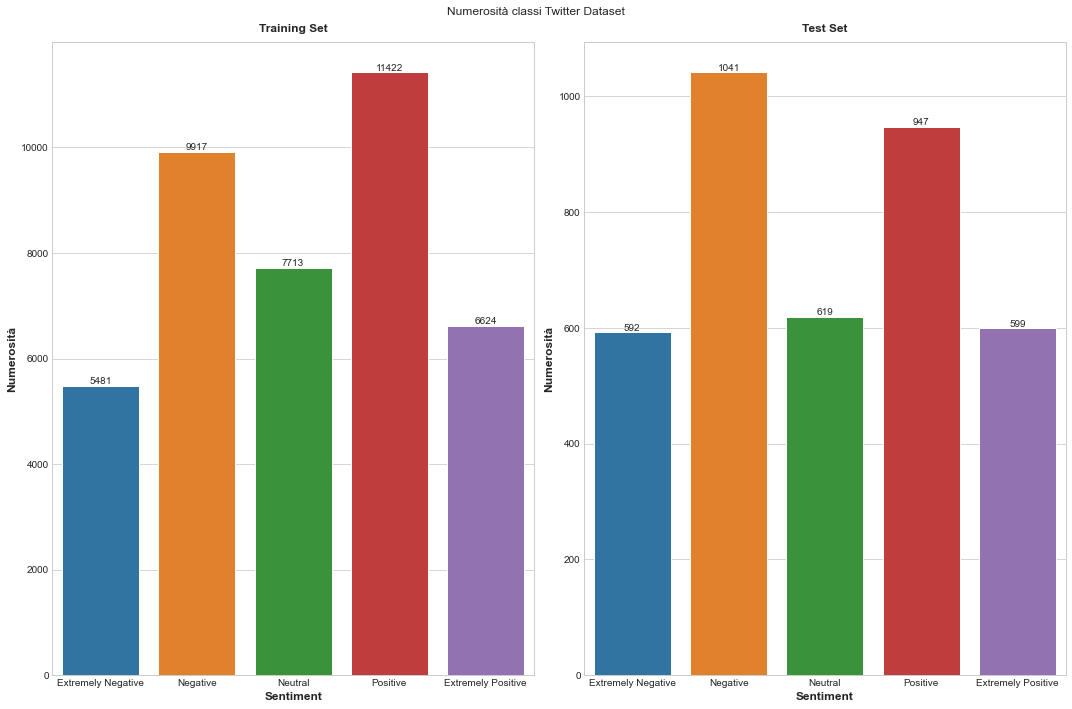 Numerosità classi Twitter Dataset
Training Set
Numerosità
10000
8000
6000
4000
2000
0
5481
9917
7713
11422
6624
Extremely Negative Negative Neutral Positive Extremely Positive
Sentiment
Test Set
Numerosità
1000
800
600
400
200
0
592
1041
619
947
599
Extremely Negative Negative Neutral Positive Extremely Positive
Sentiment